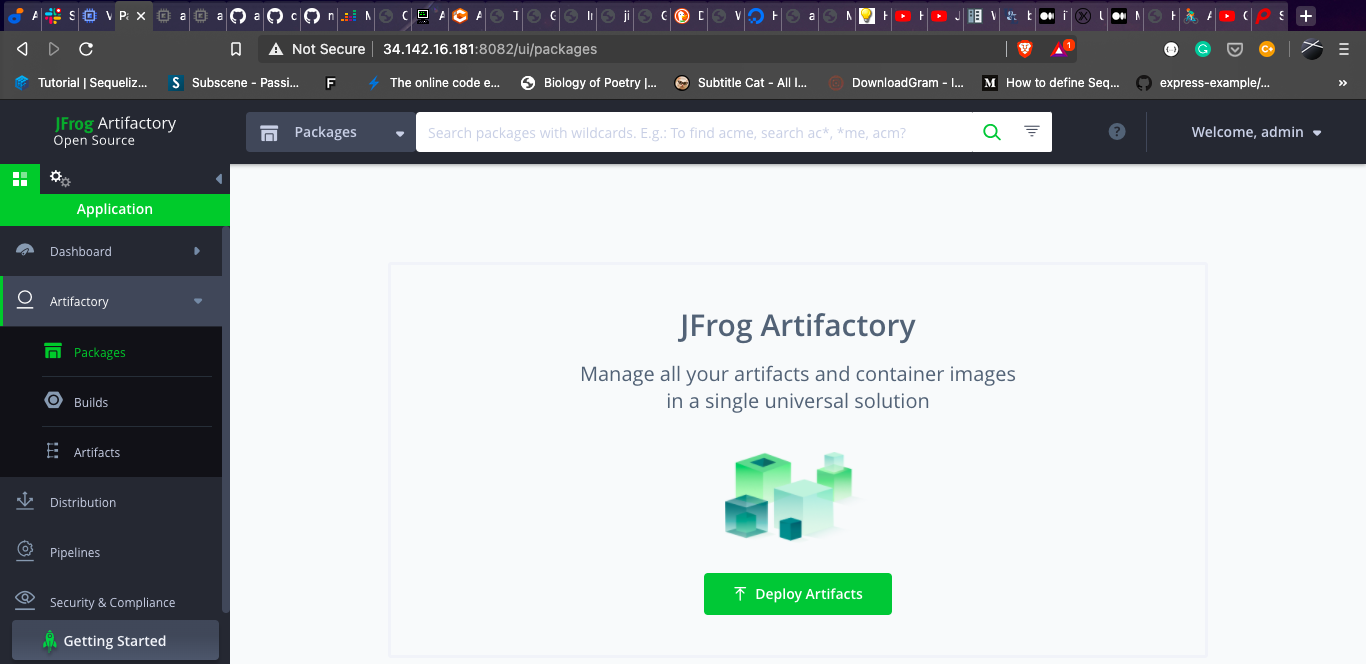 Not Secure 34.142.16.181:8082/ui/packages
1
Tutorial | Sequeliz...
Subscene - Passi...
The online code e...
Biology of Poetry |...
Subtitle Cat - All I...
DownloadGram - I...
How to define Seq...
express-example/...
»
JFrog Artifactory
Open Source
Packages
Search packages with wildcards. E.g.: To find acme, search ac*, *me, acm?
?
Welcome, admin
Application
Dashboard
Artifactory
Packages
Builds
Artifacts
Distribution
Pipelines
Security & Compliance
Getting Started
JFrog Artifactory
Manage all your artifacts and container images
in a single universal solution
Deploy Artifacts